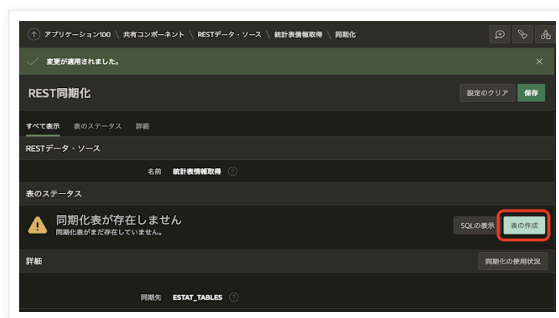 アプリケーション100 \ 共有コンポーネント \ RESTデータ・ソース \ 統計表情報取得 \ 同期化
変更が適用されました。
REST同期化
設定のクリア 保存
すべて表示 表のステータス 詳細
RESTデータ・ソース
名前 統計表情報取得
表のステータス
同期化表が存在しません
同期化表がまだ存在していません。
SQLの表示 表の作成
詳細 同期化の使用状況
同期先 ESTAT_TABLES